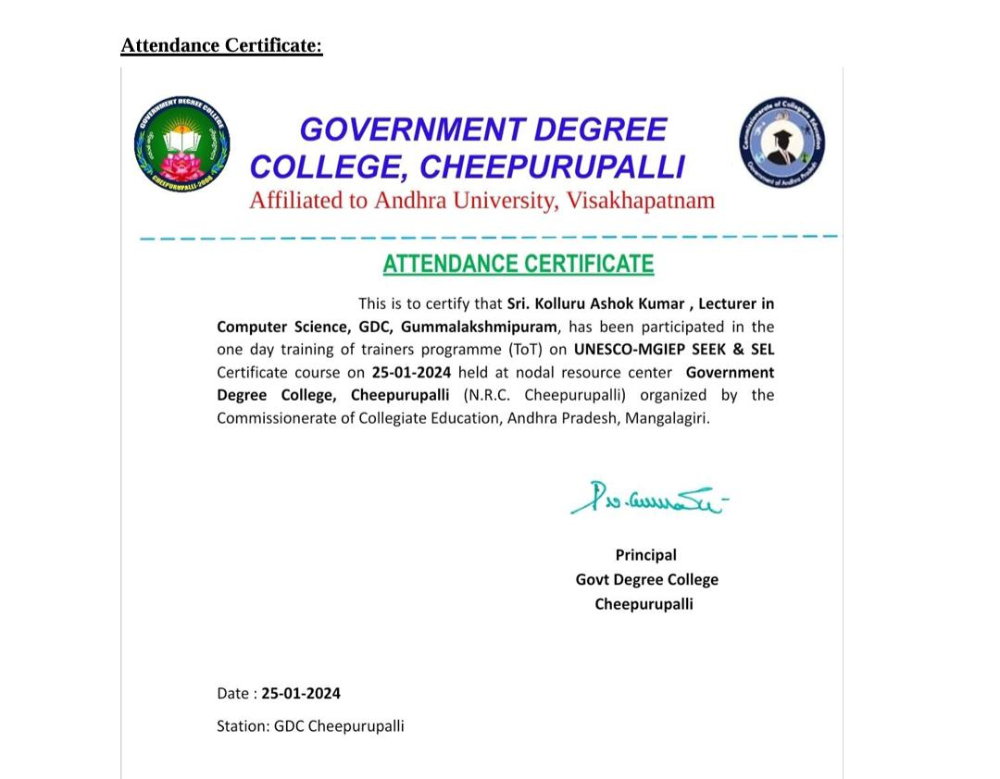 Attendance Certificate:
GOVERNMENT DEGREE COLLEGE
CHEEPURUPALLI-2008
Commissionerate of Collegiate Education
Government of Andhra Pradesh
GOVERNMENT DEGREE
COLLEGE, CHEEPURUPALLI
Affiliated to Andhra University, Visakhapatnam
ATTENDANCE CERTIFICATE
This is to certify that Sri. Kolluru Ashok Kumar , Lecturer in
Computer Science, GDC, Gummalakshmipuram, has been participated in the
one day training of trainers programme (ToT) on UNESCO-MGIEP SEEK & SEL
Certificate course on 25-01-2024 held at nodal resource center Government
Degree College, Cheepurupalli (N.R.C. Cheepurupalli) organized by the
Commissionerate of Collegiate Education, Andhra Pradesh, Mangalagiri.
Principal
Govt Degree College
Cheepurupalli
Date : 25-01-2024
Station: GDC Cheepurupalli